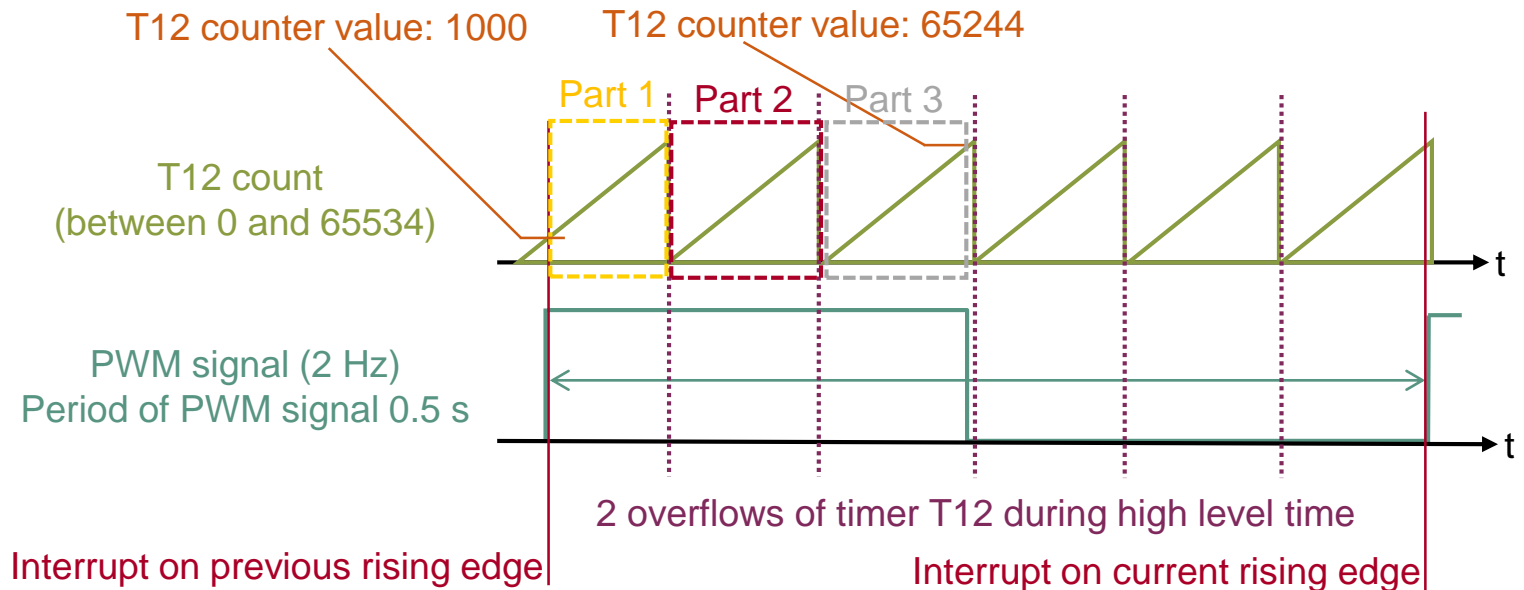 T12 counter value: 1000
T12 counter value: 65244
Part 1
Part 2
Part 3
T12 count
(between 0 and 65534)
t
PWM signal (2 Hz)
Period of PWM signal 0.5 s
t
2 overflows of timer T12 during high level time
Interrupt on previous rising edge
Interrupt on current rising edge